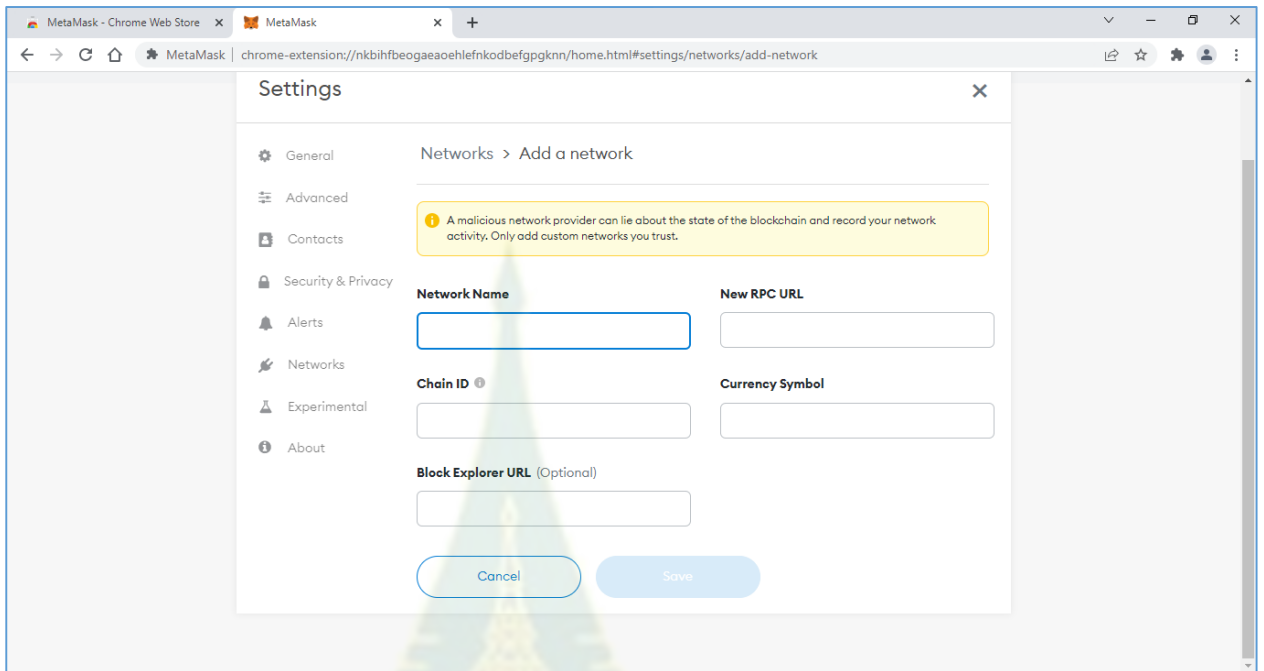 MetaMask - Chrome Web Store
MetaMask
MetaMask
chrome-extension://nkbihfbeogaeaoehlefnkodbefgpgknn/home.html#settings/networks/add-network
Settings
General
Advanced
Contacts
Security & Privacy
Alerts
Networks
Experimental
About
Networks > Add a network
A malicious network provider can lie about the state of the blockchain and record your network
activity. Only add custom networks you trust.
Network Name
New RPC URL
Chain ID
Currency Symbol
Block Explorer URL (Optional)
Cancel
Save